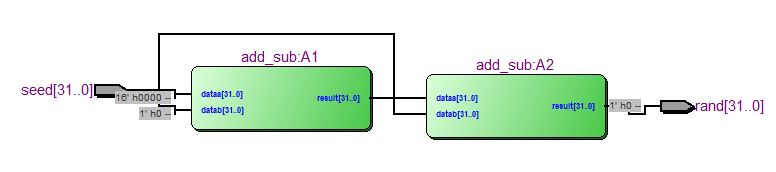 add_sub:A1
add_sub:A2
seed[31..0]
16' h0000 --
1' h0 --
dataa[31..0]
datab[31..0]
result[31..0]
dataa[31..0]
datab[31..0]
result[31..0]
1' h0 --
rand[31..0]